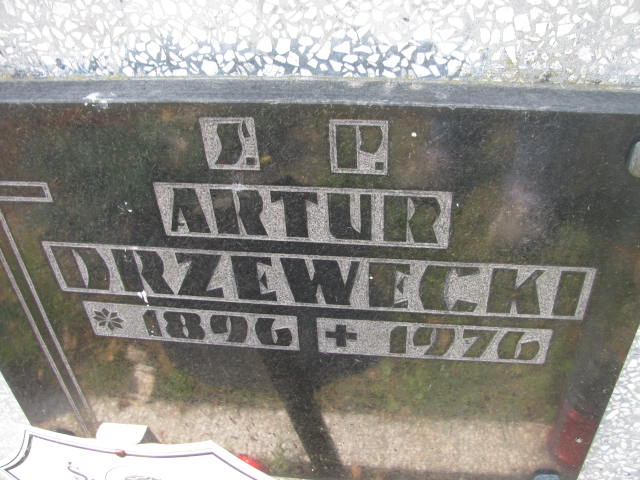 Ś. P.
ARTUR
DRZEWECKI
* 1896 + 1976